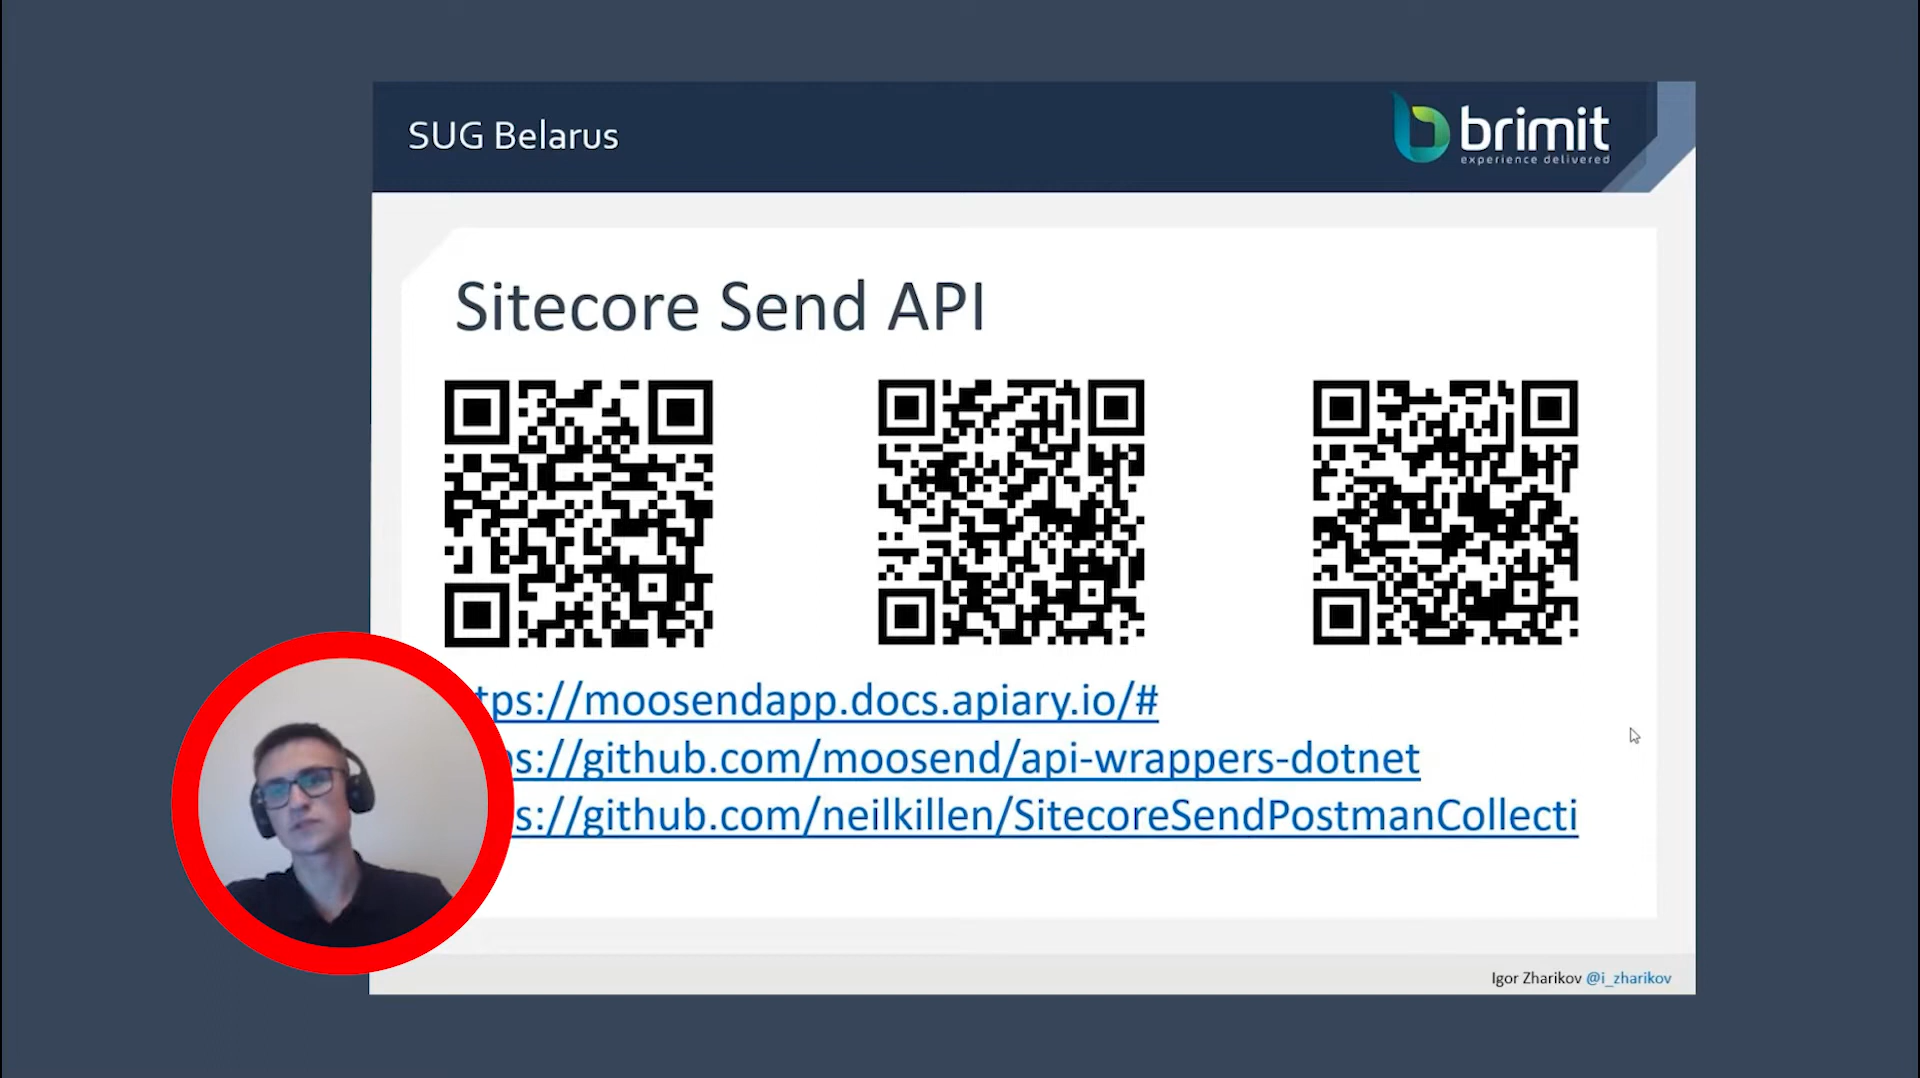 SUG Belarus
brimit
experience delivered
Sitecore Send API
tps://moosendapp.docs.apiary.io/#
ps://github.com/moosend/api-wrappers-dotnet
s://github.com/neilkillen/SitecoreSendPostmanCollecti
Igor Zharikov @i_zharikov